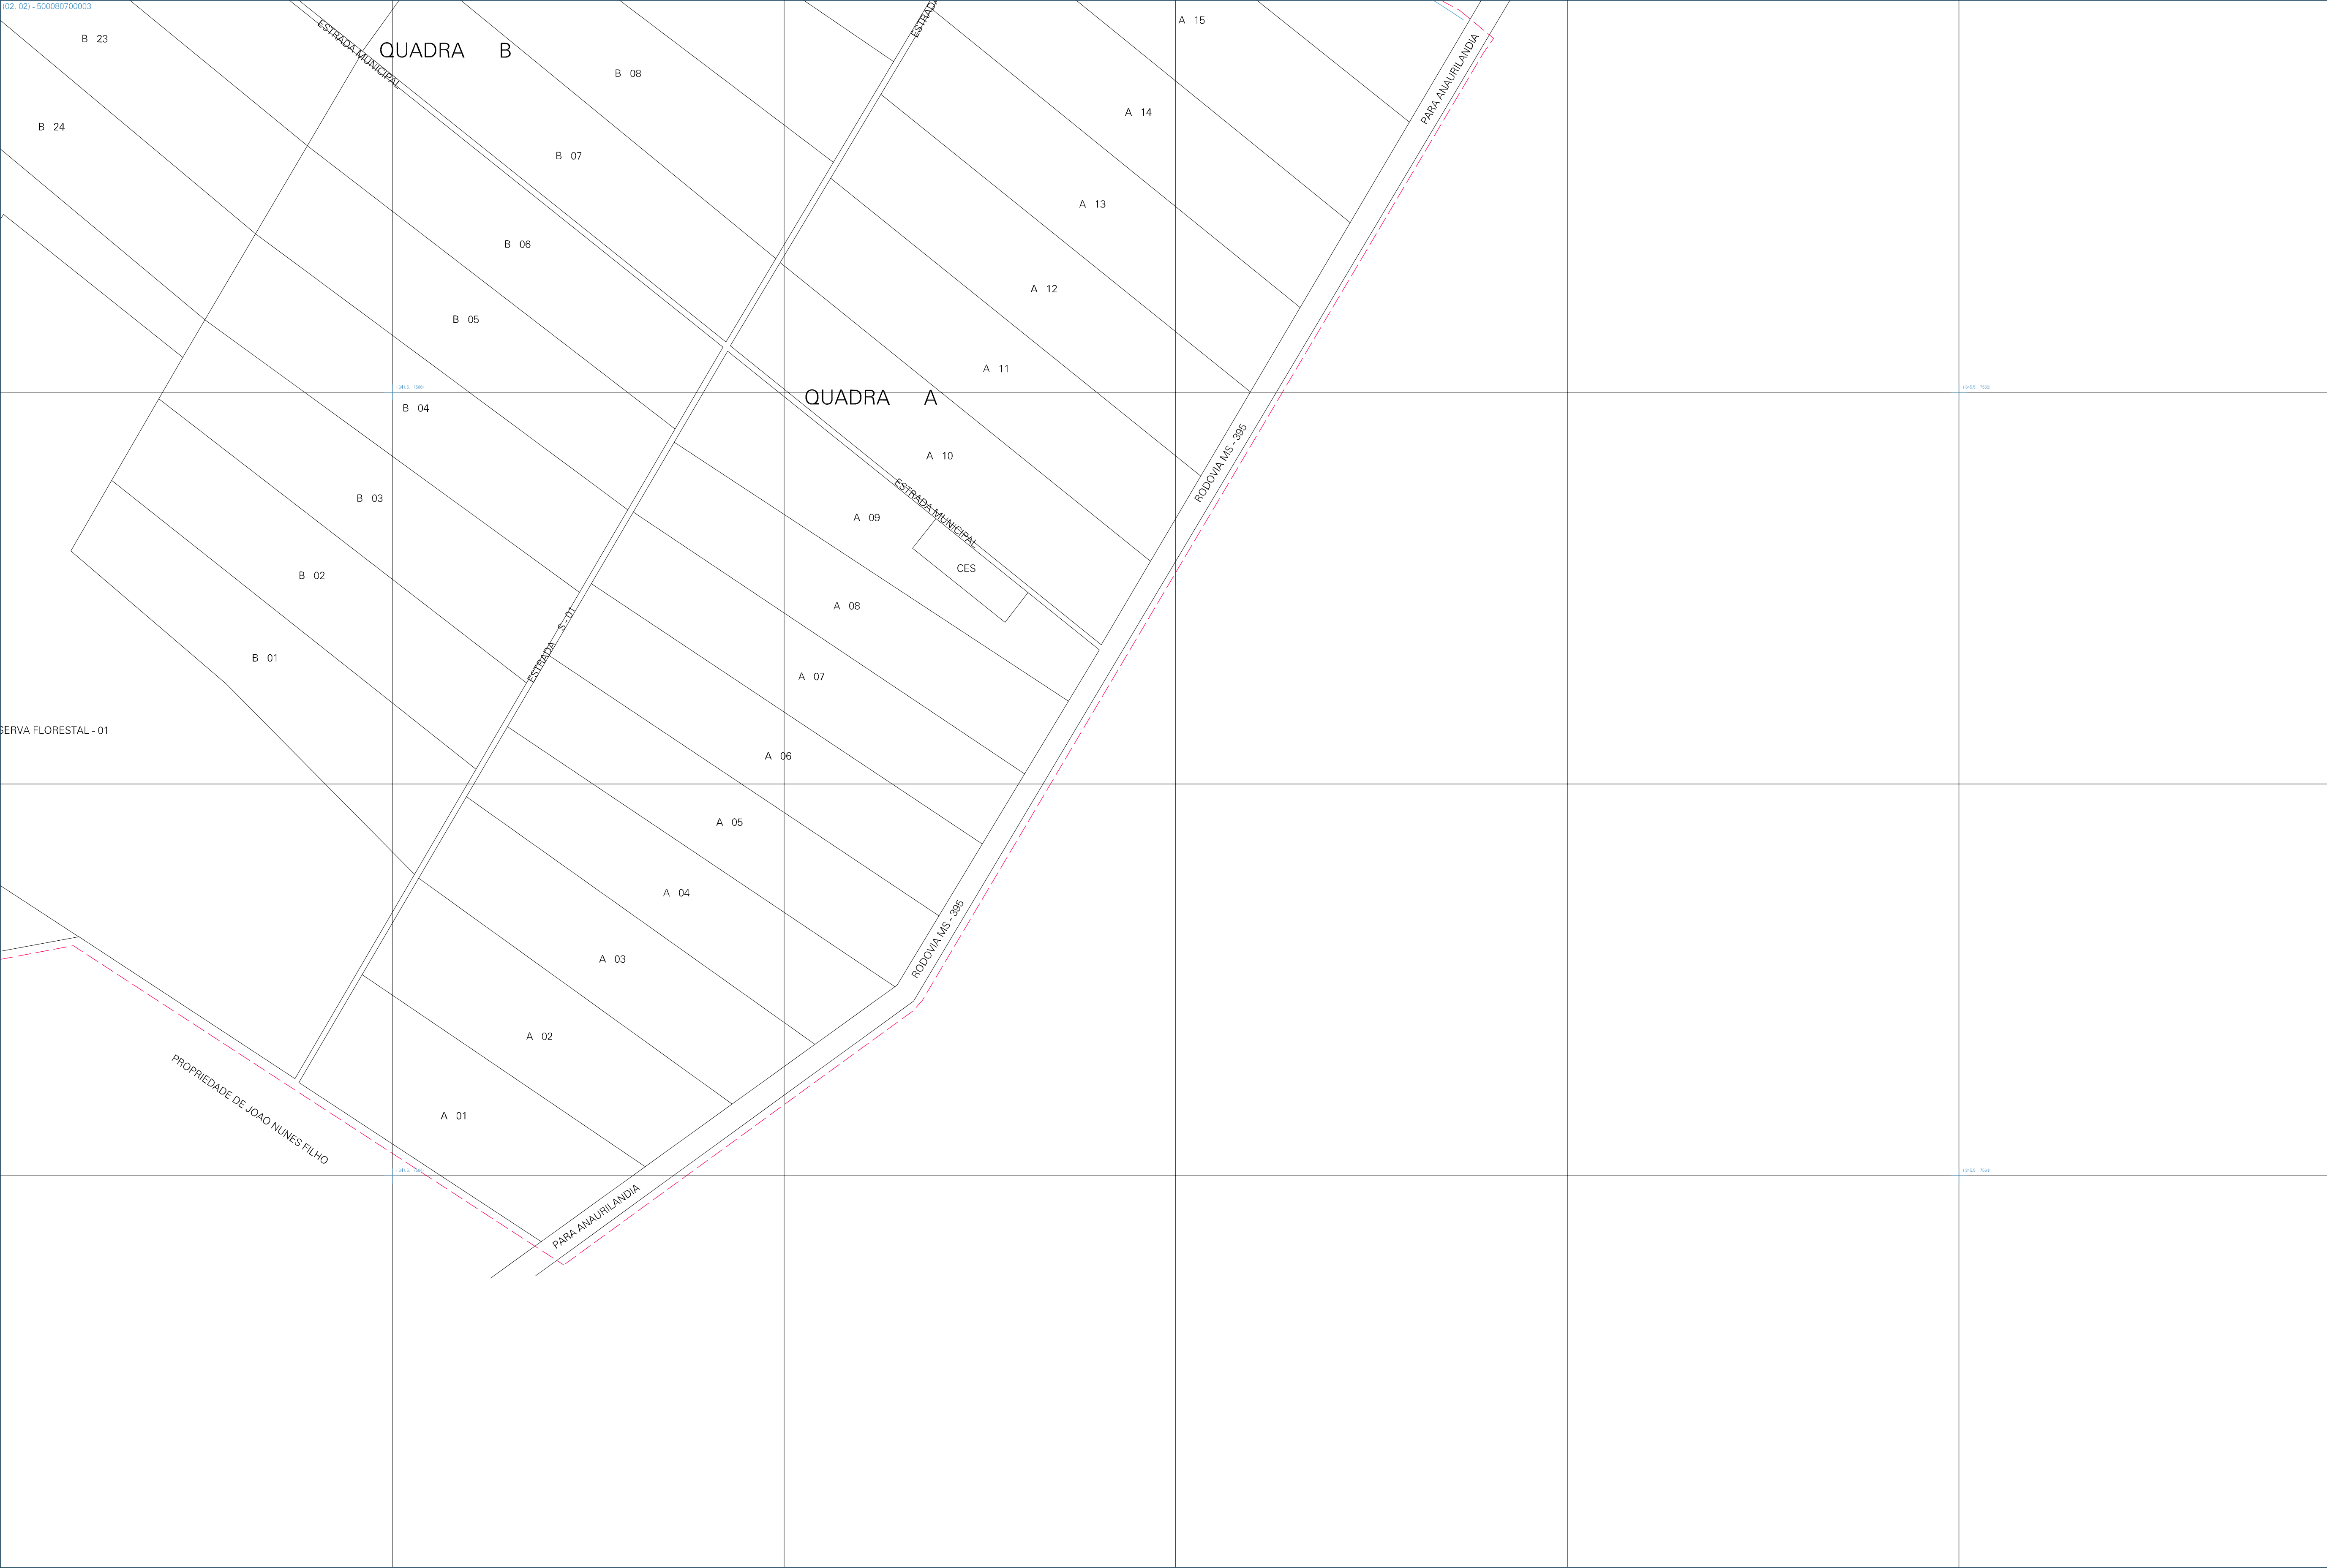 (02, 02) - 500080700003
B 23
ESTRADA MUNICIPAL
QUADRA B
B 08
A 15
PARA ANAURILANDIA
B 24
B 07
A 14
A 13
B 06
A 12
B 05
A 11
QUADRA A
B 04
RODOVIA MS - 395
A 10
B 03
ESTRADA MUNICIPAL
A 09
CES
B 02
A 08
ESTRADA S - 01
B 01
A 07
SERVA FLORESTAL - 01
A 06
A 05
A 04
RODOVIA MS - 395
A 03
A 02
PROPRIEDADE DE JOAO NUNES FILHO
A 01
PARA ANAURILANDIA